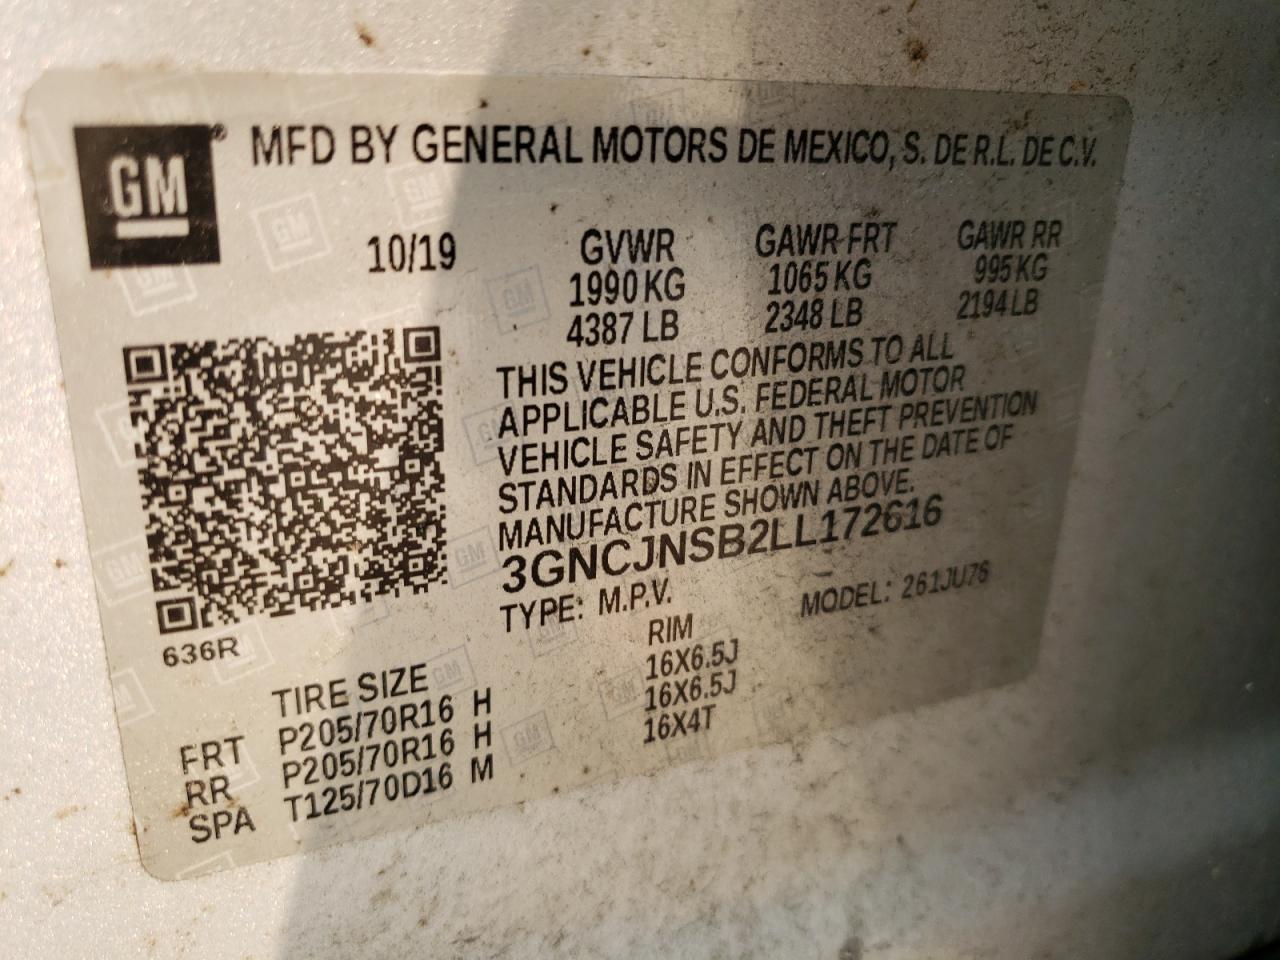 GM
MFD BY GENERAL MOTORS DE MEXICO, S. DE R.L. DE C.V.
10/19
GVWR GAWR FRT GAWR RR
1990 KG 1065 KG 995 KG
4387 LB 2348 LB 2194 LB
THIS VEHICLE CONFORMS TO ALL
APPLICABLE U.S. FEDERAL MOTOR
VEHICLE SAFETY AND THEFT PREVENTION
STANDARDS IN EFFECT ON THE DATE OF
MANUFACTURE SHOWN ABOVE.
3GNCJNSB2LL172616
TYPE: M.P.V. MODEL: 261JU76
636R
TIRE SIZE RIM
FRT P205/70R16 H 16X6.5J
RR P205/70R16 H 16X6.5J
SPA T125/70D16 M 16X4T